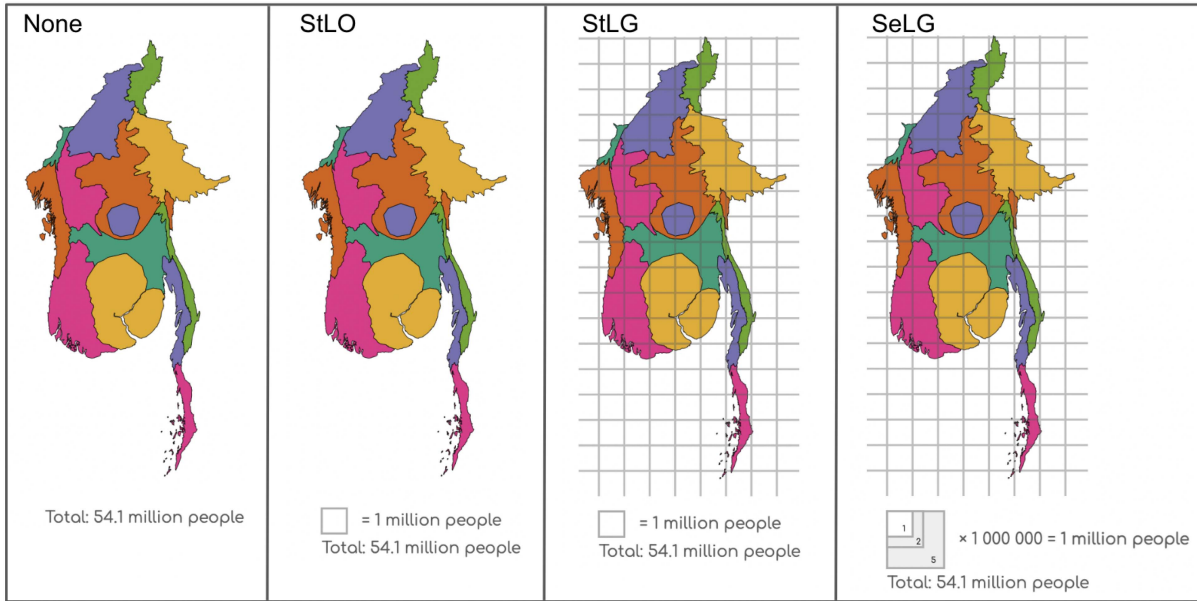 None
Total: 54.1 million people
StLO
= 1 million people
Total: 54.1 million people
StLG
= 1 million people
Total: 54.1 million people
SeLG
1
2
5
× 1 000 000 = 1 million people
Total: 54.1 million people